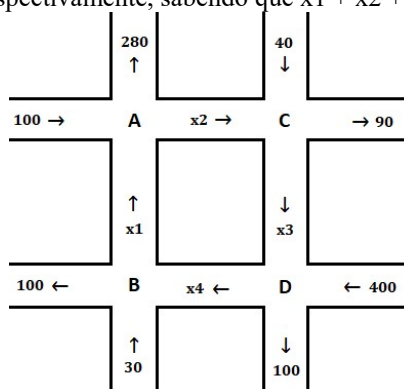 spectivamente, sabendo que x1 + x2 +
280 40
↑ ↓
100 → A x2 → C → 90
↑ ↓
x1 x3
100 ← B x4 ← D ← 400
↑ ↓
30 100